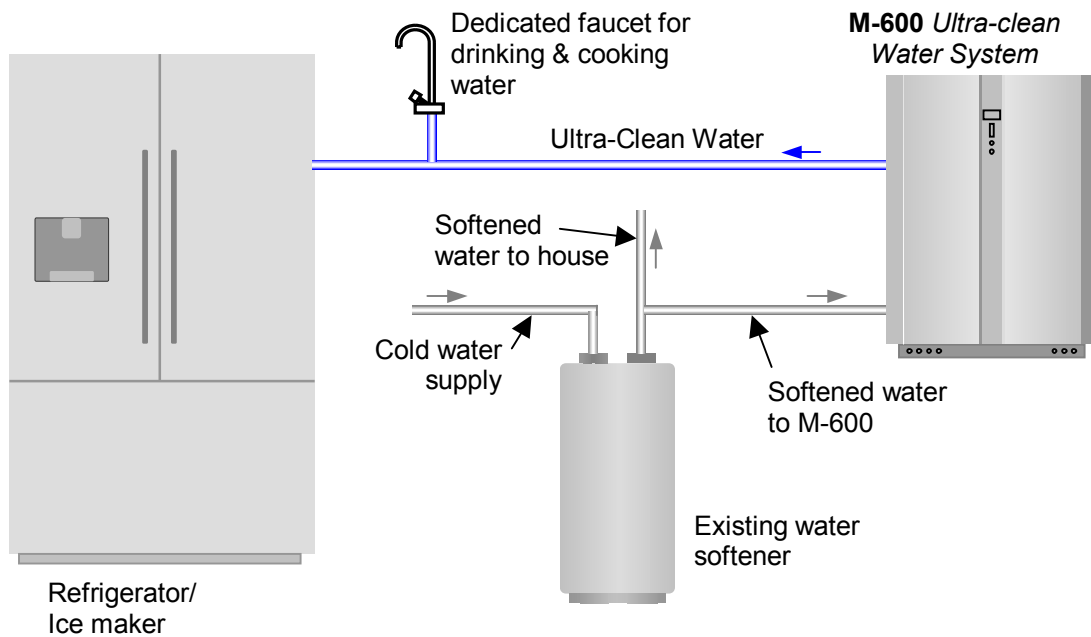 Dedicated faucet for
drinking & cooking
water
M-600 Ultra-clean
Water System
Ultra-Clean Water
Softened
water to house
Cold water
supply
Softened water
to M-600
Existing water
softener
Refrigerator/
Ice maker